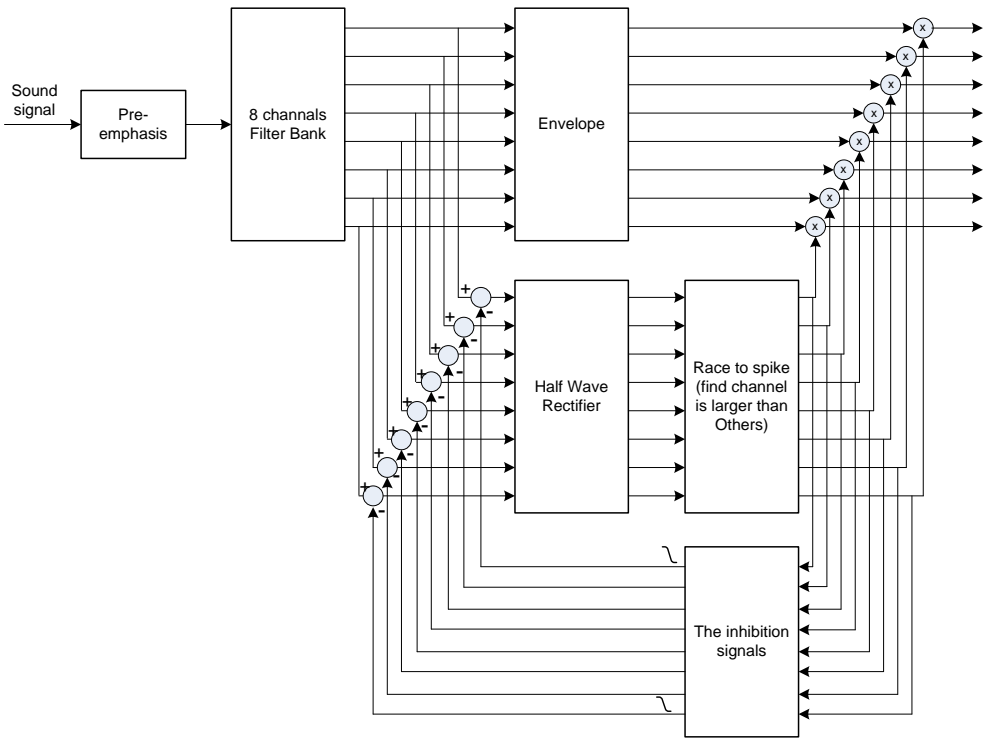 Sound
signal
Pre-
emphasis
8 channels
Filter Bank
Envelope
x
x
x
x
x
x
x
x
+
-
+
-
+
-
+
-
+
-
+
-
+
-
+
-
Half Wave
Rectifier
Race to spike
(find channel
is larger than
Others)
The inhibition
signals